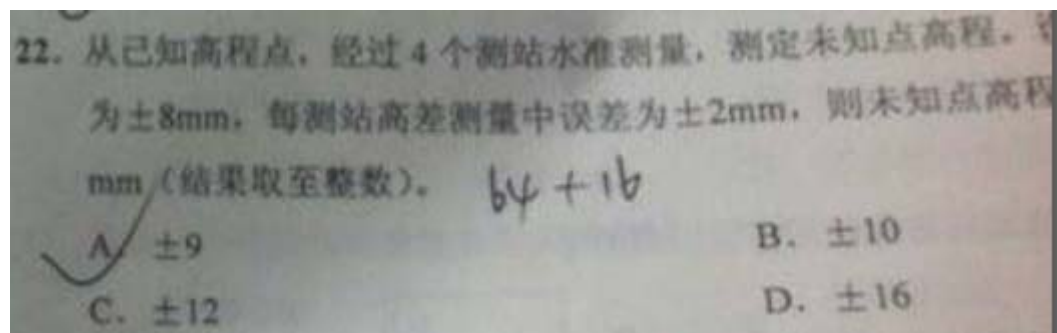 22. 从已知高程点,经过 4 个测站水准测量,测定未知点高程。
为±8mm,每测站高差测量中误差为±2mm,则未知点高程
mm(结果取至整数)。 64+16
A. ±9 B. ±10
C. ±12 D. ±16